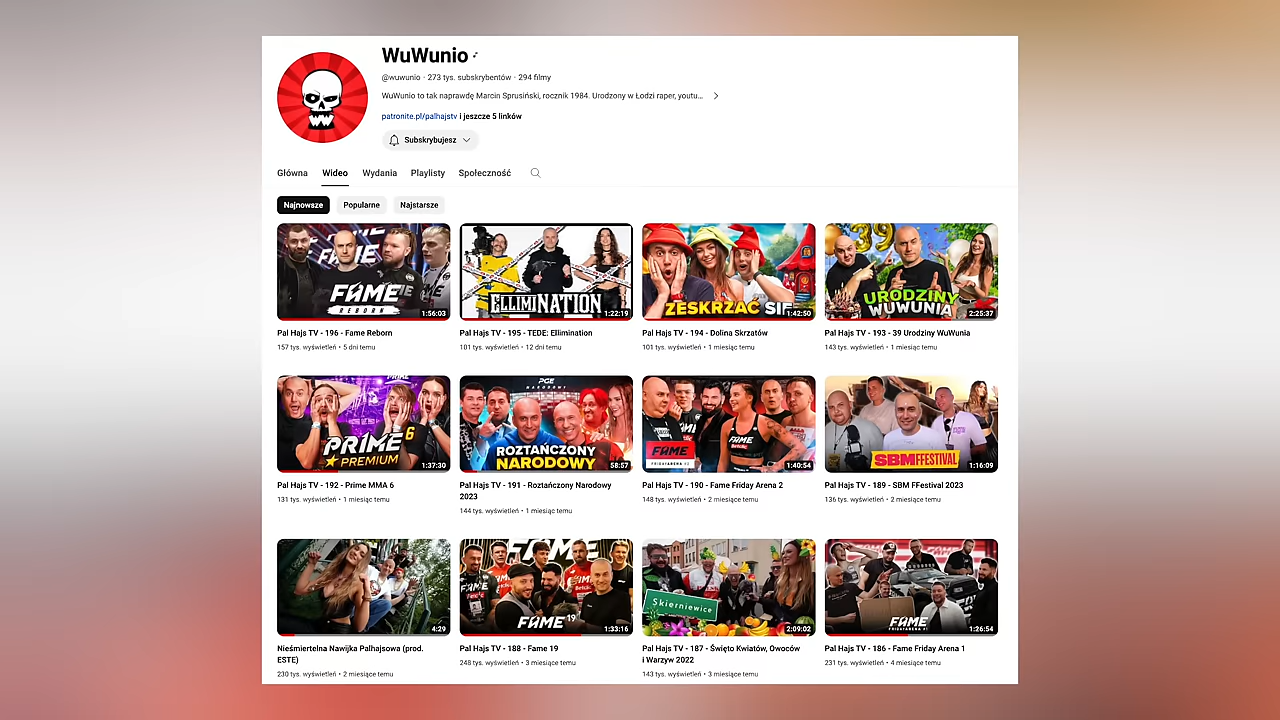 WuWunio
@wuwunio · 273 tys. subskrybentów · 294 filmy
WuWunio to tak naprawdę Marcin Sprusiński, rocznik 1984. Urodzony w Łodzi raper, youtu...
patronite.pl/palhajstv i jeszcze 5 linków
Subskrybujesz
Główna Wideo Wydania Playlisty Społeczność
Najnowsze Popularne Najstarsze
FAME
REBORN
1:56:03
ELLIMINATION
1:22:19
ZESKRZAĆ SIĘ
1:42:50
39
URODZINY
WUWUNIA
2:25:37
Pal Hajs TV - 196 - Fame Reborn
157 tys. wyświetleń • 5 dni temu
Pal Hajs TV - 195 - TEDE: Ellimination
101 tys. wyświetleń • 12 dni temu
Pal Hajs TV - 194 - Dolina Skrzatów
101 tys. wyświetleń • 1 miesiąc temu
Pal Hajs TV - 193 - 39 Urodziny WuWunia
143 tys. wyświetleń • 1 miesiąc temu
PRIME 6
PREMIUM
1:37:30
PGE
NARODOWY
ROZTAŃCZONY
NARODOWY
58:57
FAME
FRIDAY ARENA #2
FAME
1:40:54
SBM FFESTIVAL
1:16:09
Pal Hajs TV - 192 - Prime MMA 6
131 tys. wyświetleń • 1 miesiąc temu
Pal Hajs TV - 191 - Roztańczony Narodowy
2023
144 tys. wyświetleń • 1 miesiąc temu
Pal Hajs TV - 190 - Fame Friday Arena 2
148 tys. wyświetleń • 2 miesiące temu
Pal Hajs TV - 189 - SBM FFestival 2023
136 tys. wyświetleń • 2 miesiące temu
4:29
FAME
FAME 19
1:33:16
Skierniewice
2:09:02
FAME
FRIDAY ARENA #1
1:26:54
Nieśmiertelna Nawijka Palhajsowa (prod.
ESTE)
230 tys. wyświetleń • 2 miesiące temu
Pal Hajs TV - 188 - Fame 19
248 tys. wyświetleń • 3 miesiące temu
Pal Hajs TV - 187 - Święto Kwiatów, Owoców
i Warzyw 2022
143 tys. wyświetleń • 3 miesiące temu
Pal Hajs TV - 186 - Fame Friday Arena 1
231 tys. wyświetleń • 4 miesiące temu